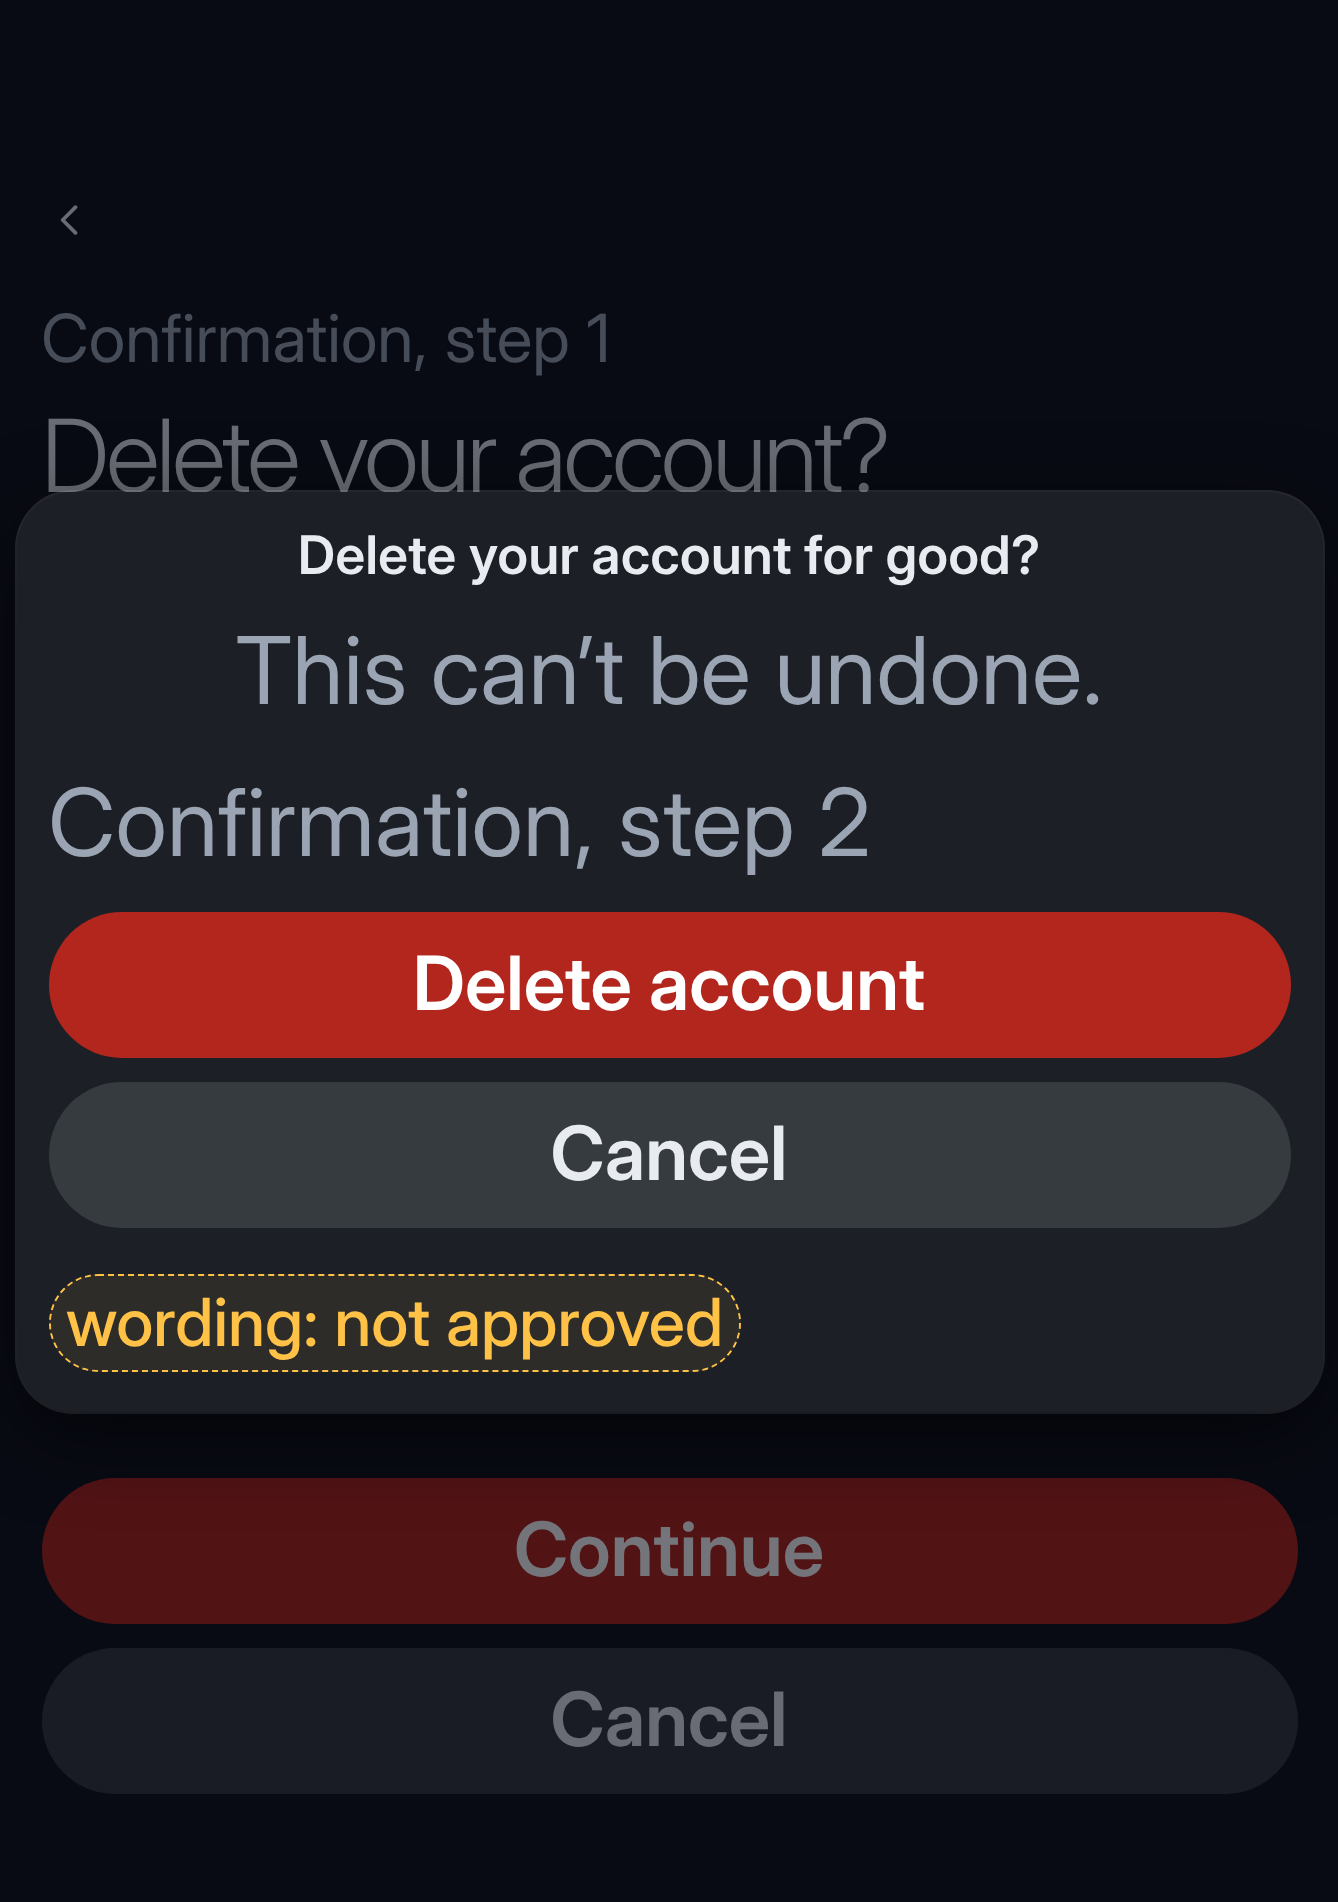 Confirmation, step 1
Delete your account?
Delete your account for good?
This can’t be undone.
Confirmation, step 2
Delete account
Cancel
wording: not approved
Continue
Cancel